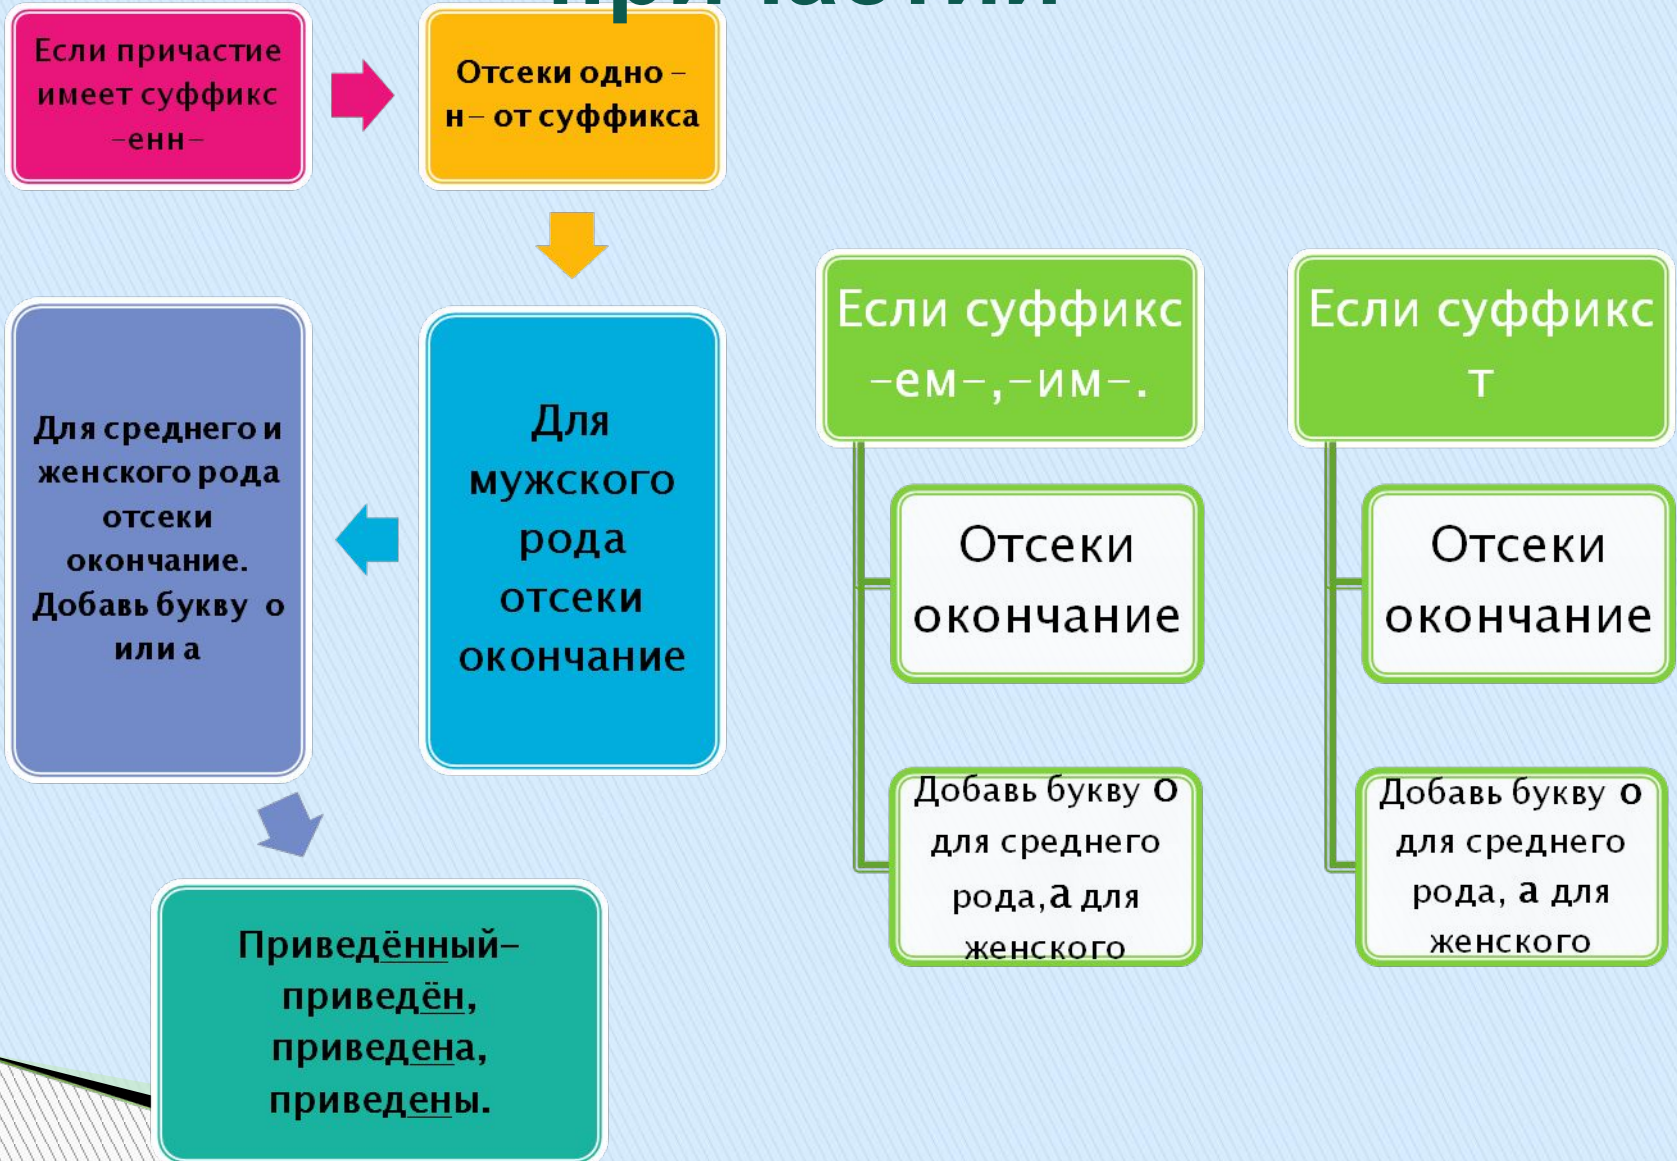 причастий
Если причастие
имеет суффикс
-енн-
Отсеки одно -
н- от суффикса
Для
мужского
рода
отсеки
окончание
Для среднего и
женского рода
отсеки
окончание.
Добавь букву о
или а
Приведённый-
приведён,
приведена,
приведены.
Если суффикс
-ем-,-им-.
Отсеки
окончание
Добавь букву о
для среднего
рода,а для
женского
Если суффикс
т
Отсеки
окончание
Добавь букву о
для среднего
рода, а для
женского